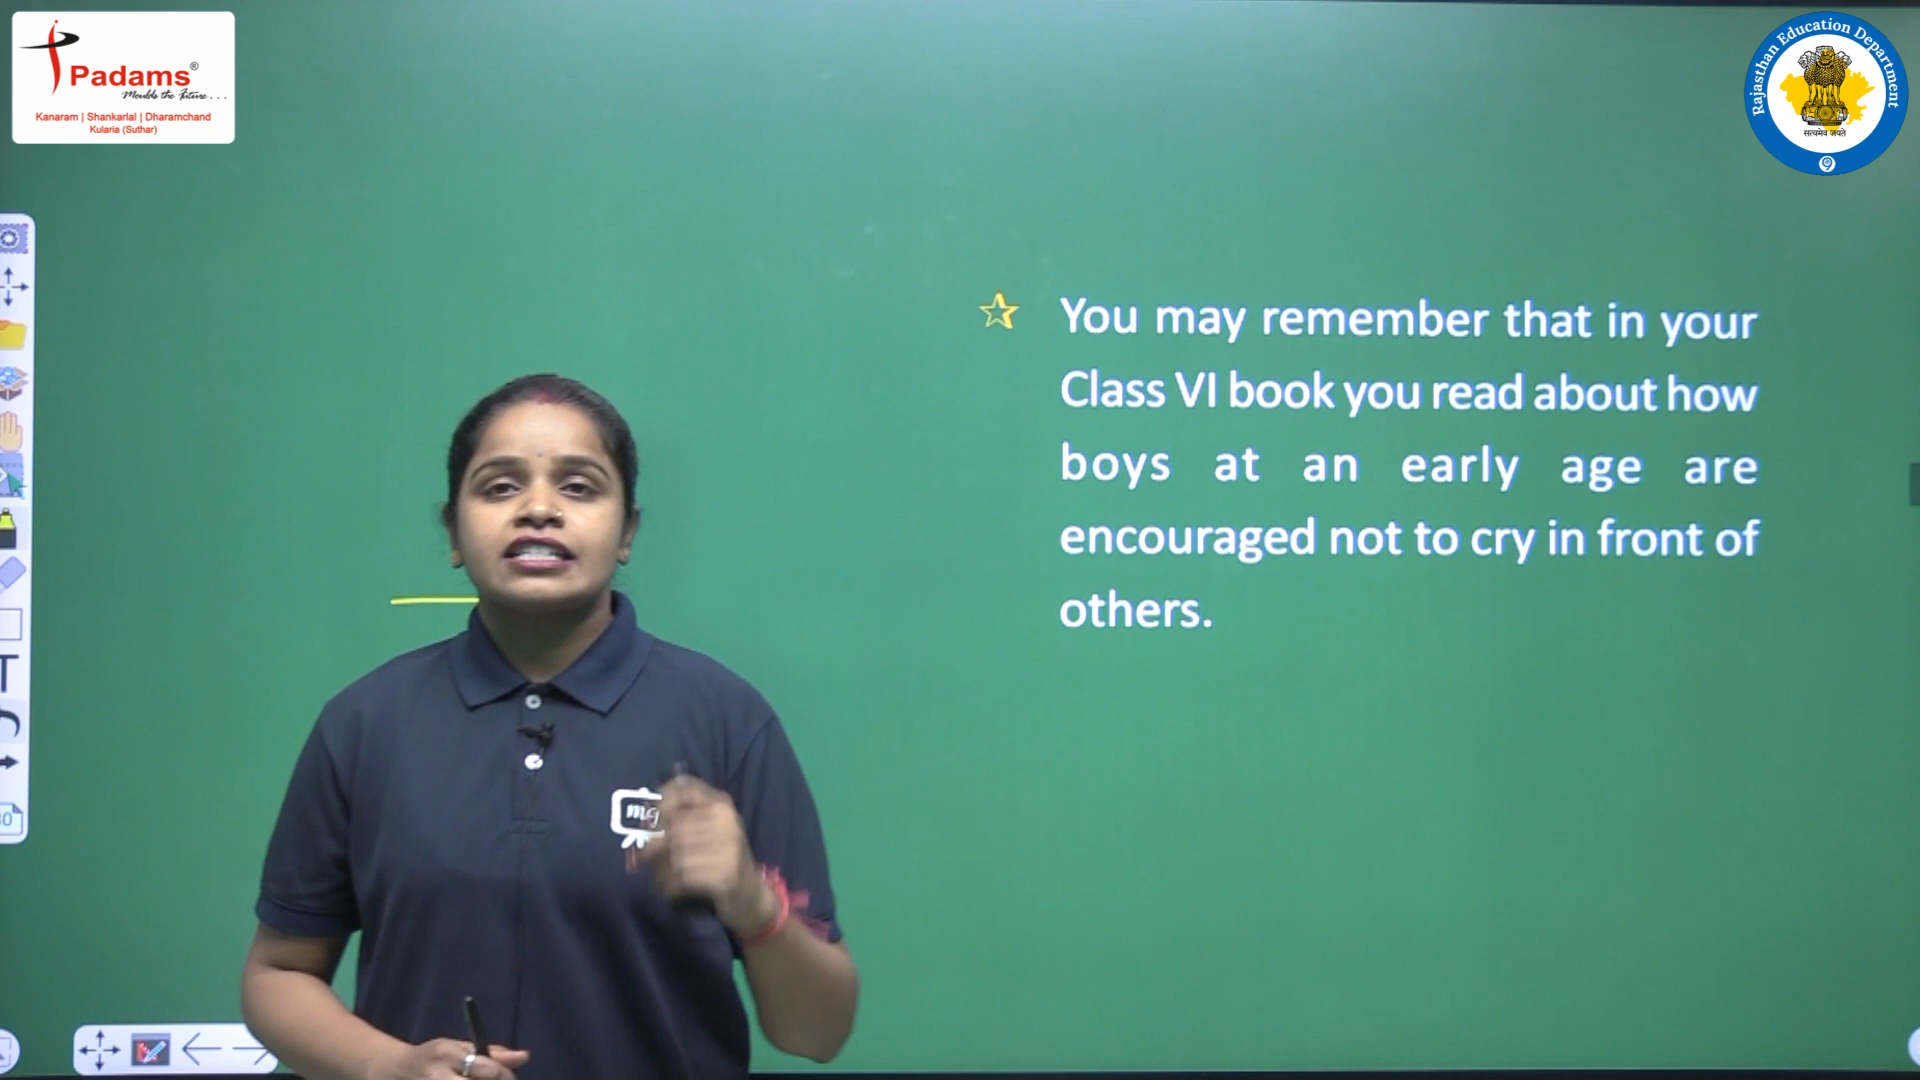 Padams®
Moulds the Future...
Kanaram | Shankarlal | Dharamchand
Kularia (Suthar)
Rajasthan Education Department
सत्यमेव जयते
You may remember that in your
Class VI book you read about how
boys at an early age are
encouraged not to cry in front of
others.
mg
T